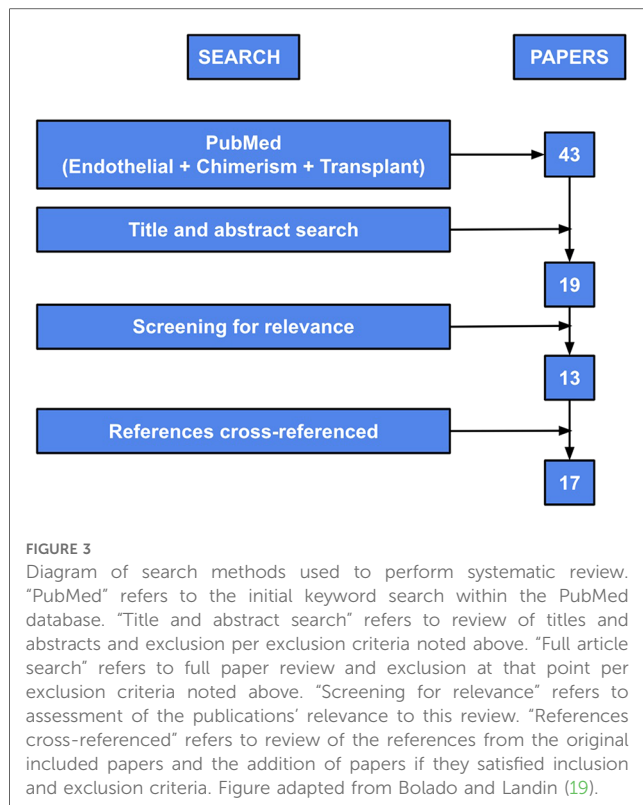 SEARCH
PAPERS
PubMed
(Endothelial + Chimerism + Transplant)
43
Title and abstract search
19
Screening for relevance
13
References cross-referenced
17
FIGURE 3
Diagram of search methods used to perform systematic review.
“PubMed” refers to the initial keyword search within the PubMed
database. “Title and abstract search” refers to review of titles and
abstracts and exclusion per exclusion criteria noted above. “Full article
search” refers to full paper review and exclusion at that point per
exclusion criteria noted above. “Screening for relevance” refers to
assessment of the publications’ relevance to this review. “References
cross-referenced” refers to review of the references from the original
included papers and the addition of papers if they satisfied inclusion
and exclusion criteria. Figure adapted from Bolado and Landin (19).